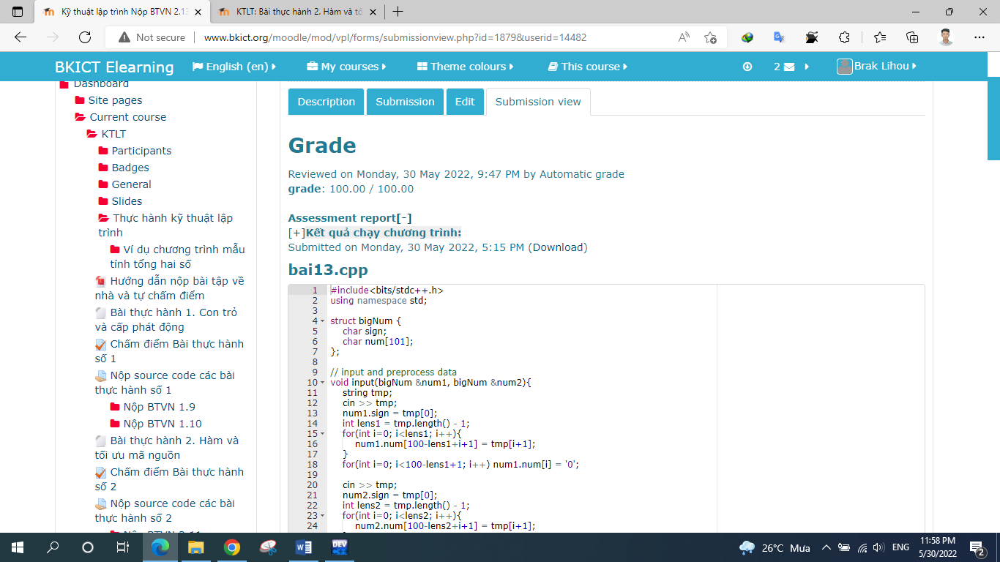 Kỹ thuật lập trình Nộp BTVN 2.13
KTLT: Bài thực hành 2. Hàm và tố
Not secure
www.bkict.org/moodle/mod/vpl/forms/submissionview.php?id=1879&userid=14482
BKICT Elearning
English (en)
My courses
Theme colours
This course
2
Brak Lihou
Dashboard
Site pages
Current course
KTLT
Participants
Badges
General
Slides
Thực hành kỹ thuật lập
trình
Ví dụ chương trình mẫu
tính tổng hai số
Hướng dẫn nộp bài tập về
nhà và tự chấm điểm
Bài thực hành 1. Con trỏ
và cấp phát động
Chấm điểm Bài thực hành
số 1
Nộp source code các bài
thực hành số 1
Nộp BTVN 1.9
Nộp BTVN 1.10
Bài thực hành 2. Hàm và
tối ưu mã nguồn
Chấm điểm Bài thực hành
số 2
Nộp source code các bài
thực hành số 2
Description
Submission
Edit
Submission view
Grade
Reviewed on Monday, 30 May 2022, 9:47 PM by Automatic grade
grade: 100.00 / 100.00
Assessment report[-]
[+]Kết quả chạy chương trình:
Submitted on Monday, 30 May 2022, 5:15 PM (Download)
bai13.cpp
1 #include<bits/stdc++.h>
2 using namespace std;
3
4 struct bigNum {
5 char sign;
6 char num[101];
7 };
8
9 // input and preprocess data
10 void input(bigNum &num1, bigNum &num2){
11 string tmp;
12 cin >> tmp;
13 num1.sign = tmp[0];
14 int lens1 = tmp.length() - 1;
15 for(int i=0; i<lens1; i++){
16 num1.num[100-lens1+i+1] = tmp[i+1];
17 }
18 for(int i=0; i<100-lens1+1; i++) num1.num[i] = '0';
19
20 cin >> tmp;
21 num2.sign = tmp[0];
22 int lens2 = tmp.length() - 1;
23 for(int i=0; i<lens2; i++){
24 num2.num[100-lens2+i+1] = tmp[i+1];
DEV
26°C Mưa
ENG
11:58 PM
5/30/2022
2